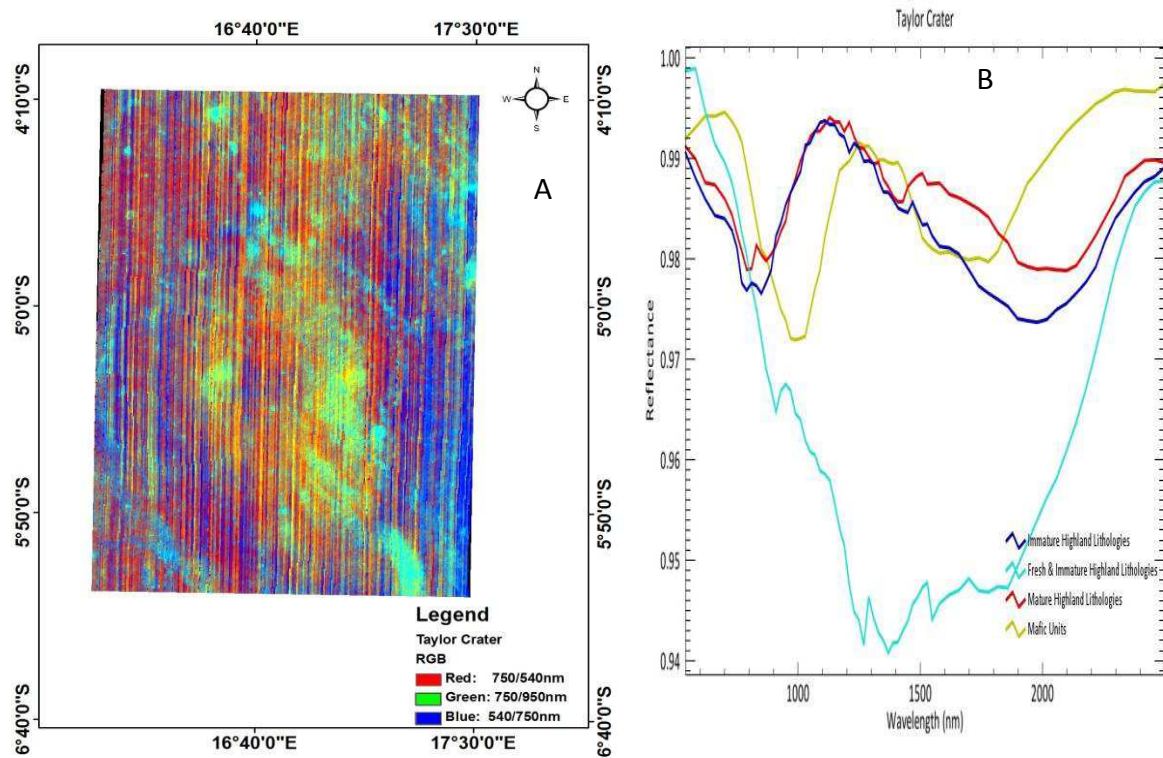 16°40'0"E 17°30'0"E
N
W E
S
4°10'0"S 4°10'0"S
A
5°0'0"S 5°0'0"S
5°50'0"S 5°50'0"S
Legend
Taylor Crater
RGB
Red: 750/540nm
Green: 750/950nm
Blue: 540/750nm
6°40'0"S 6°40'0"S
16°40'0"E 17°30'0"E
Taylor Crater
B
1.00
0.99
0.98
0.97
0.96
0.95
0.94
Reflectance
Immature Highland Lithologies
Fresh & Immature Highland Lithologies
Mature Highland Lithologies
Mafic Units
1000 1500 2000
Wavelength (nm)